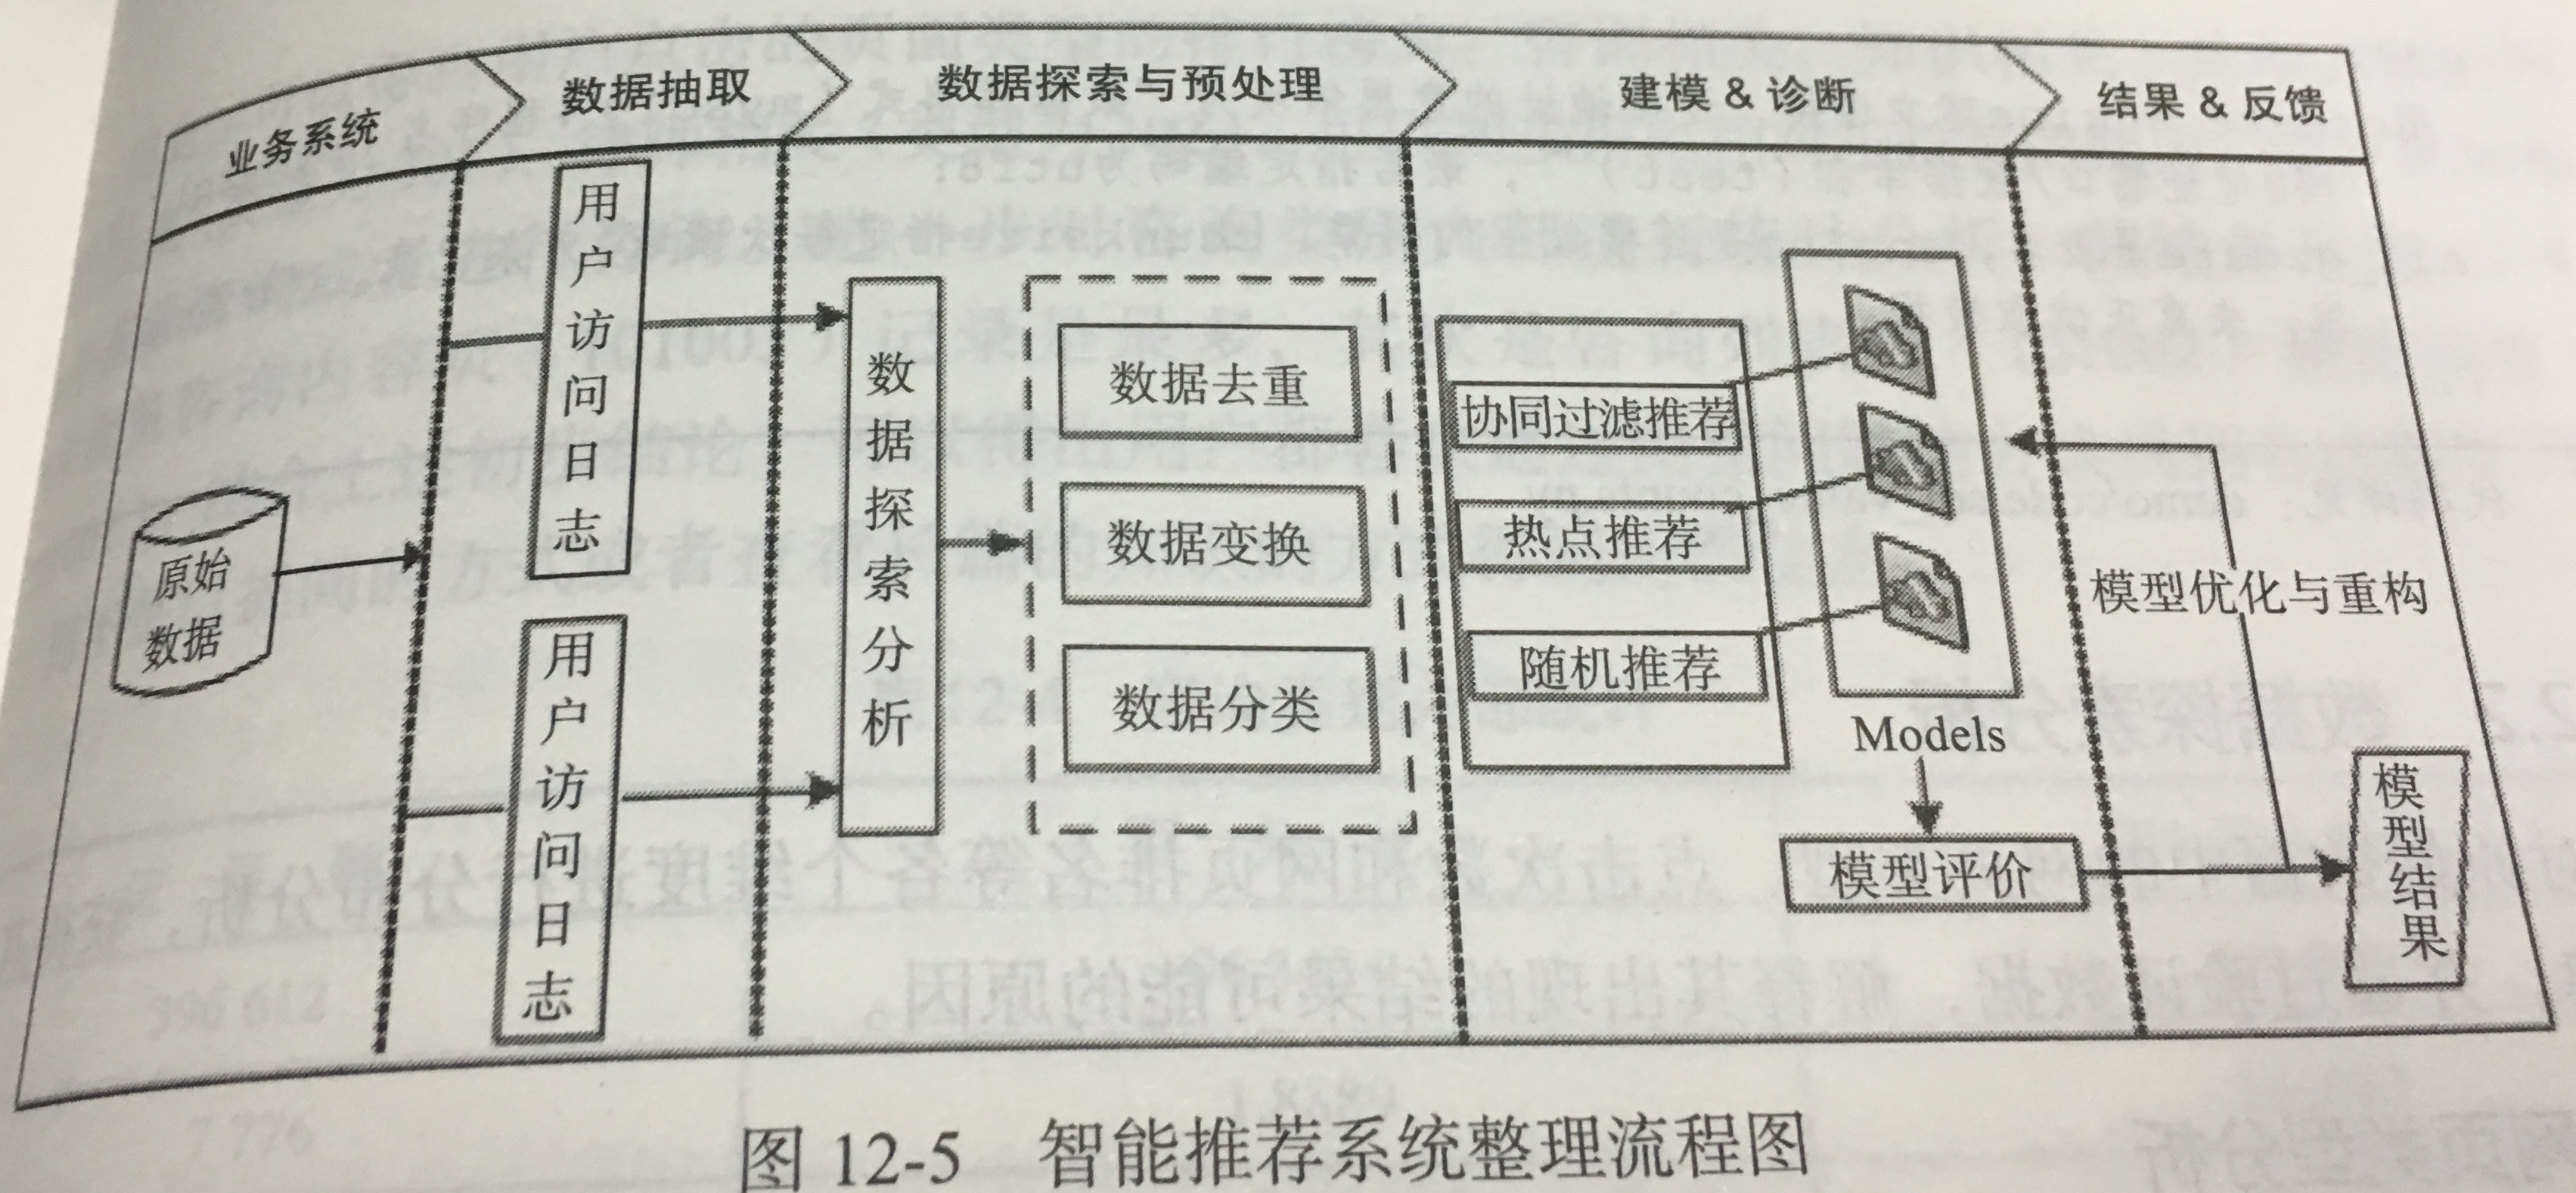 业务系统
数据抽取
数据探索与预处理
建模 & 诊断
结果 & 反馈
原始
数据
用户访问日志
用户访问日志
数据探索分析
数据去重
数据变换
数据分类
协同过滤推荐
热点推荐
随机推荐
Models
模型评价
模型优化与重构
模型结果
图 12-5 智能推荐系统整理流程图